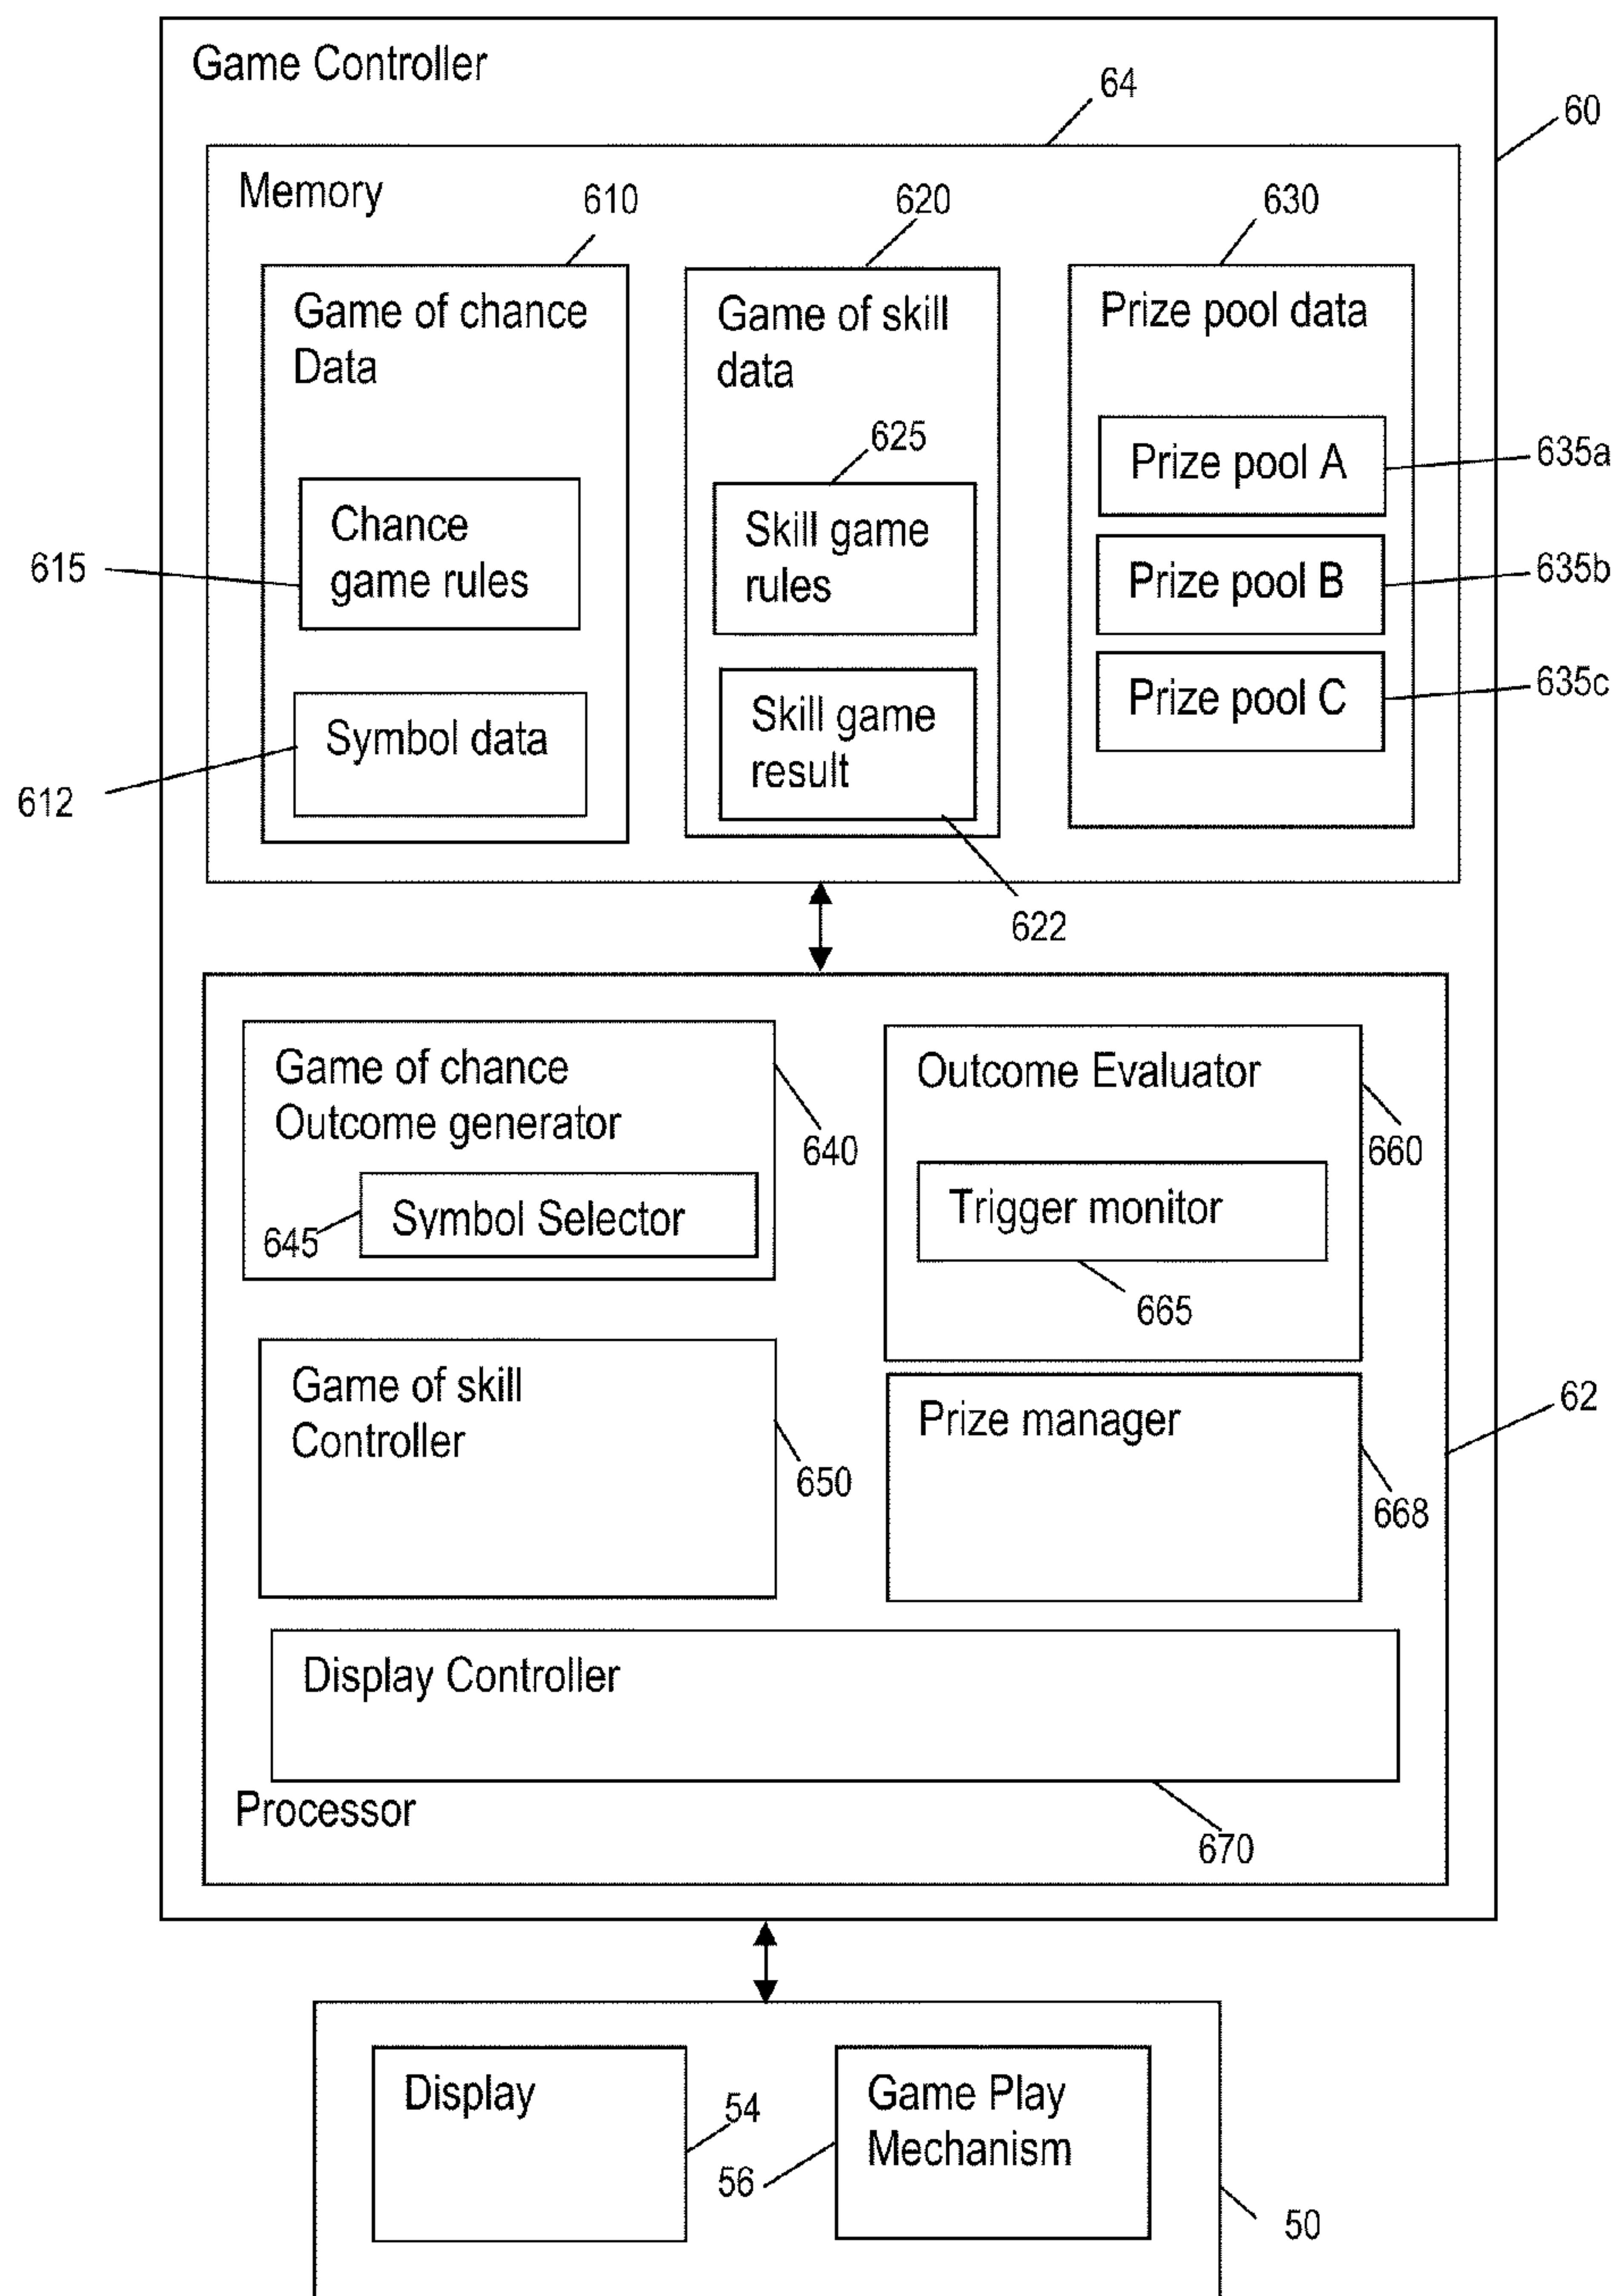 Game Controller
64
60
Memory
610
620
630
Game of chance
Data
Game of skill
data
Prize pool data
625
Prize pool A
635a
Chance
game rules
615
Skill game
rules
Prize pool B
635b
Prize pool C
635c
Symbol data
612
Skill game
result
622
Game of chance
Outcome generator
640
Outcome Evaluator
660
Symbol Selector
645
Trigger monitor
665
Game of skill
Controller
650
Prize manager
62
668
Display Controller
Processor
670
Display
54
Game Play
Mechanism
56
50